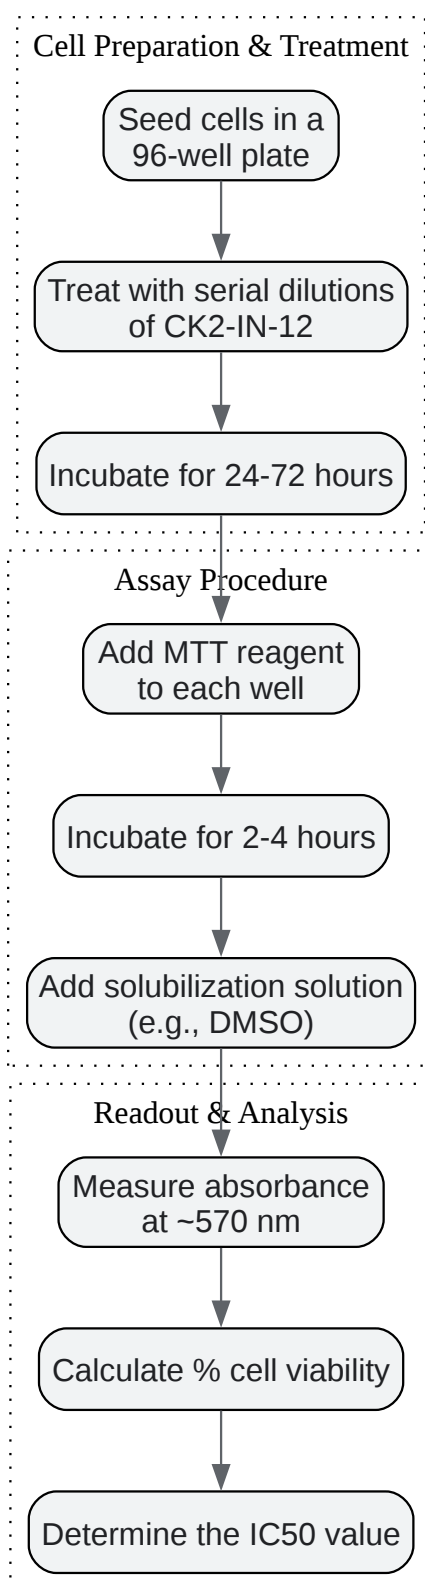 Cell Preparation & Treatment
Seed cells in a
96-well plate
Treat with serial dilutions
of CK2-IN-12
Incubate for 24-72 hours
Assay Procedure
Add MTT reagent
to each well
Incubate for 2-4 hours
Add solubilization solution
(e.g., DMSO)
Readout & Analysis
Measure absorbance
at ~570 nm
Calculate % cell viability
Determine the IC50 value